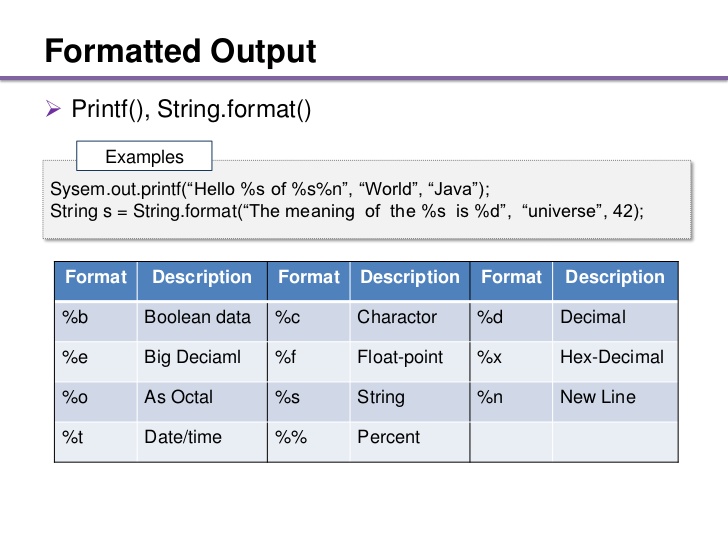 Formatted Output
Printf(), String.format()
Examples
Sysem.out.printf(“Hello %s of %s%n”, “World”, “Java”);
String s = String.format(“The meaning of the %s is %d”, “universe”, 42);
Format Description Format Description Format Description
%b Boolean data %c Charactor %d Decimal
%e Big Deciaml %f Float-point %x Hex-Decimal
%o As Octal %s String %n New Line
%t Date/time %% Percent